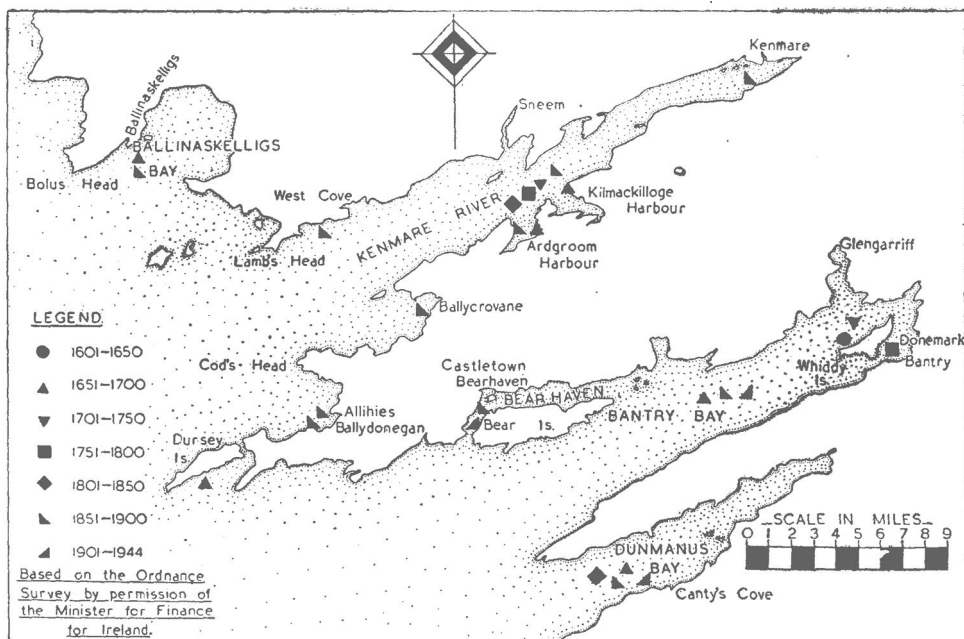 Kenmare
Sneem
Ballinaskelligs
BALLINASKELLIGS
BAY
Bolus Head
West Cove
Lamb's Head
KENMARE RIVER
Kilmackilloge
Harbour
Ardgroom
Harbour
Glengarriff
Ballycrovane
LEGEND
1601-1650
1651-1700
1701-1750
1751-1800
1801-1850
1851-1900
1901-1944
Cod's Head
Castletown
Bearhaven
BEAR HAVEN
Bear Is.
BANTRY BAY
Whiddy
Is.
Donemark
Bantry
Allihies
Ballydonegan
Dursey
Is.
DUNMANUS
BAY
Canty's Cove
SCALE IN MILES
0 1 2 3 4 5 6 7 8 9
Based on the Ordnance
Survey by permission of
the Minister for Finance
for Ireland.